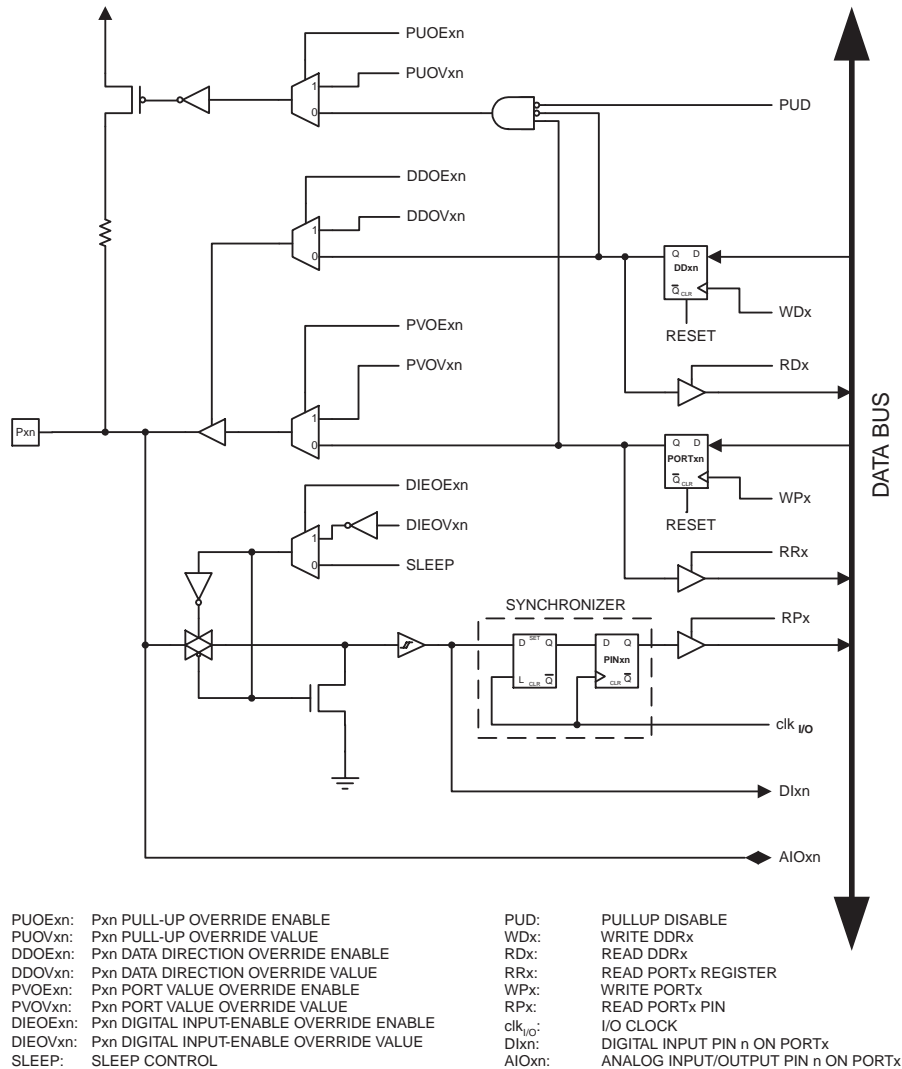 PUOExn
PUOVxn
1
0
PUD
DDOExn
DDOVxn
1
0
Q D
DDxn
Q CLR
WDx
RESET
RDx
PVOExn
PVOVxn
1
0
Pxn
Q D
PORTxn
Q CLR
WPx
RESET
RRx
DATA BUS
DIEOExn
DIEOVxn
1
0
SLEEP
SYNCHRONIZER
RPx
D SET Q
L CLR Q
D Q
PINxn
CLR Q
clk I/O
DIxn
AIOxn
PUOExn: Pxn PULL-UP OVERRIDE ENABLE
PUOVxn: Pxn PULL-UP OVERRIDE VALUE
DDOExn: Pxn DATA DIRECTION OVERRIDE ENABLE
DDOVxn: Pxn DATA DIRECTION OVERRIDE VALUE
PVOExn: Pxn PORT VALUE OVERRIDE ENABLE
PVOVxn: Pxn PORT VALUE OVERRIDE VALUE
DIEOExn: Pxn DIGITAL INPUT-ENABLE OVERRIDE ENABLE
DIEOVxn: Pxn DIGITAL INPUT-ENABLE OVERRIDE VALUE
SLEEP: SLEEP CONTROL
PUD: PULLUP DISABLE
WDx: WRITE DDRx
RDx: READ DDRx
RRx: READ PORTx REGISTER
WPx: WRITE PORTx
RPx: READ PORTx PIN
clkI/O: I/O CLOCK
DIxn: DIGITAL INPUT PIN n ON PORTx
AIOxn: ANALOG INPUT/OUTPUT PIN n ON PORTx